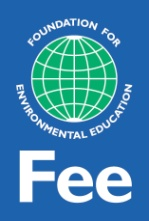 FOUNDATION FOR
ENVIRONMENTAL EDUCATION
Fee